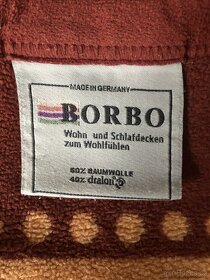 MADE IN GERMANY
BORBO
Wohn und Schlafdecken
zum Wohlfühlen
60% BAUMWOLLE
40% dralon